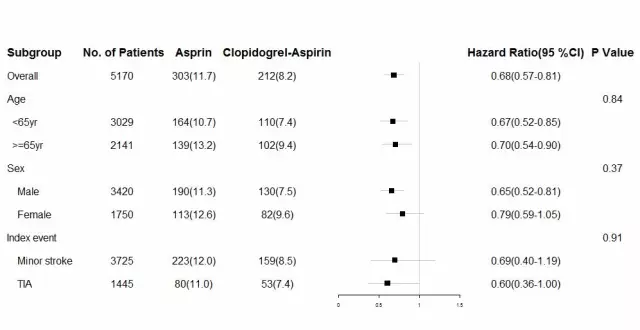 Subgroup No. of Patients Asprin Clopidogrel-Aspirin Hazard Ratio(95 %CI) P Value
Overall 5170 303(11.7) 212(8.2) 0.68(0.57-0.81)
Age 0.84
<65yr 3029 164(10.7) 110(7.4) 0.67(0.52-0.85)
>=65yr 2141 139(13.2) 102(9.4) 0.70(0.54-0.90)
Sex 0.37
Male 3420 190(11.3) 130(7.5) 0.65(0.52-0.81)
Female 1750 113(12.6) 82(9.6) 0.79(0.59-1.05)
Index event 0.91
Minor stroke 3725 223(12.0) 159(8.5) 0.69(0.40-1.19)
TIA 1445 80(11.0) 53(7.4) 0.60(0.36-1.00)
0 0.5 1 1.5